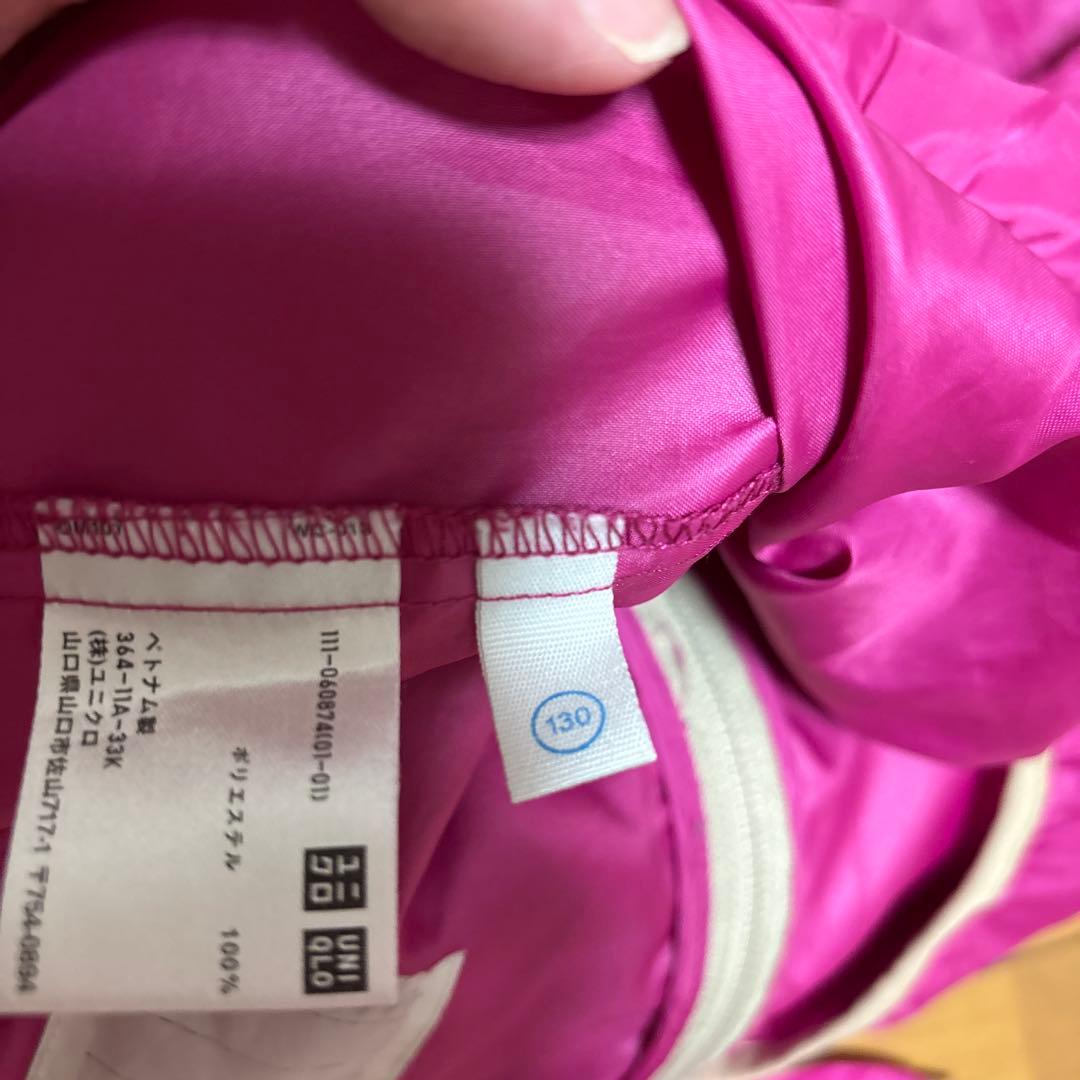 111-060874(01-01)
ユニクロ
UNIQLO
ポリエステル 100%
ベトナム製
364-11A-33K
(株)ユニクロ
山口県山口市佐山717-1 〒754-0894
130